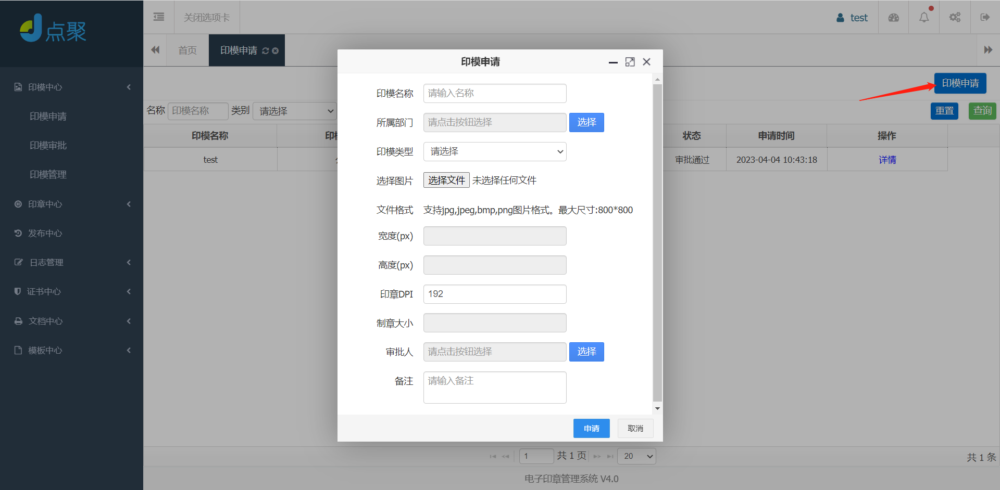 点聚
关闭选项卡
test
首页
印模申请
印模申请
印模中心
印模申请
印模审批
印模管理
印章中心
发布中心
日志管理
证书中心
文档中心
模板中心
名称 印模名称 类别 请选择
重置 查询
印模名称
状态 申请时间 操作
test
审批通过 2023-04-04 10:43:18 详情
印模申请
印模名称 请输入名称
所属部门 请点击按钮选择 选择
印模类型 请选择
选择图片 选择文件 未选择任何文件
文件格式 支持jpg,jpeg,bmp,png图片格式。最大尺寸:800*800
宽度(px)
高度(px)
印章DPI 192
制章大小
审批人 请点击按钮选择 选择
备注 请输入备注
申请 取消
1 共 1 页 20
共 1 条
电子印章管理系统 V4.0